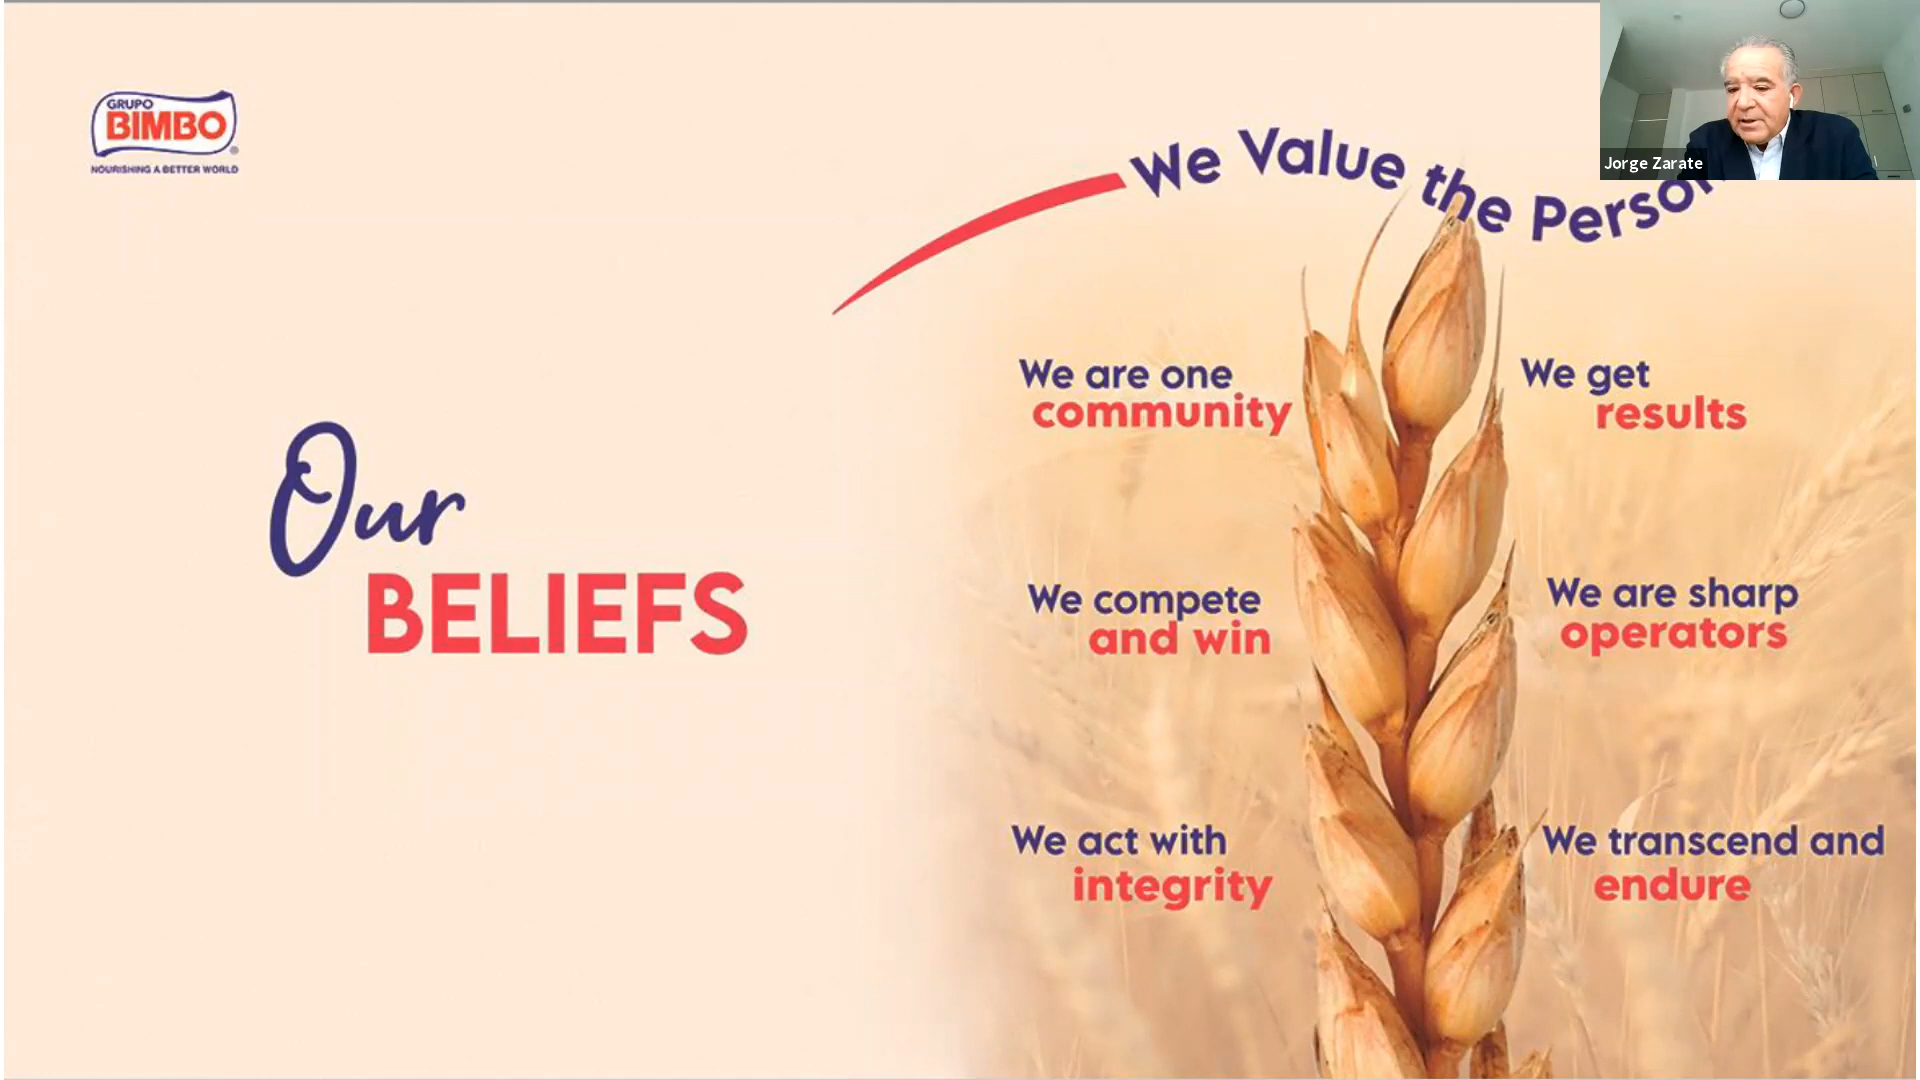 GRUPO
BIMBO
®
NOURISHING A BETTER WORLD
Our
BELIEFS
We Value the Person
We are one
community
We get
results
We compete
and win
We are sharp
operators
We act with
integrity
We transcend and
endure
Jorge Zarate